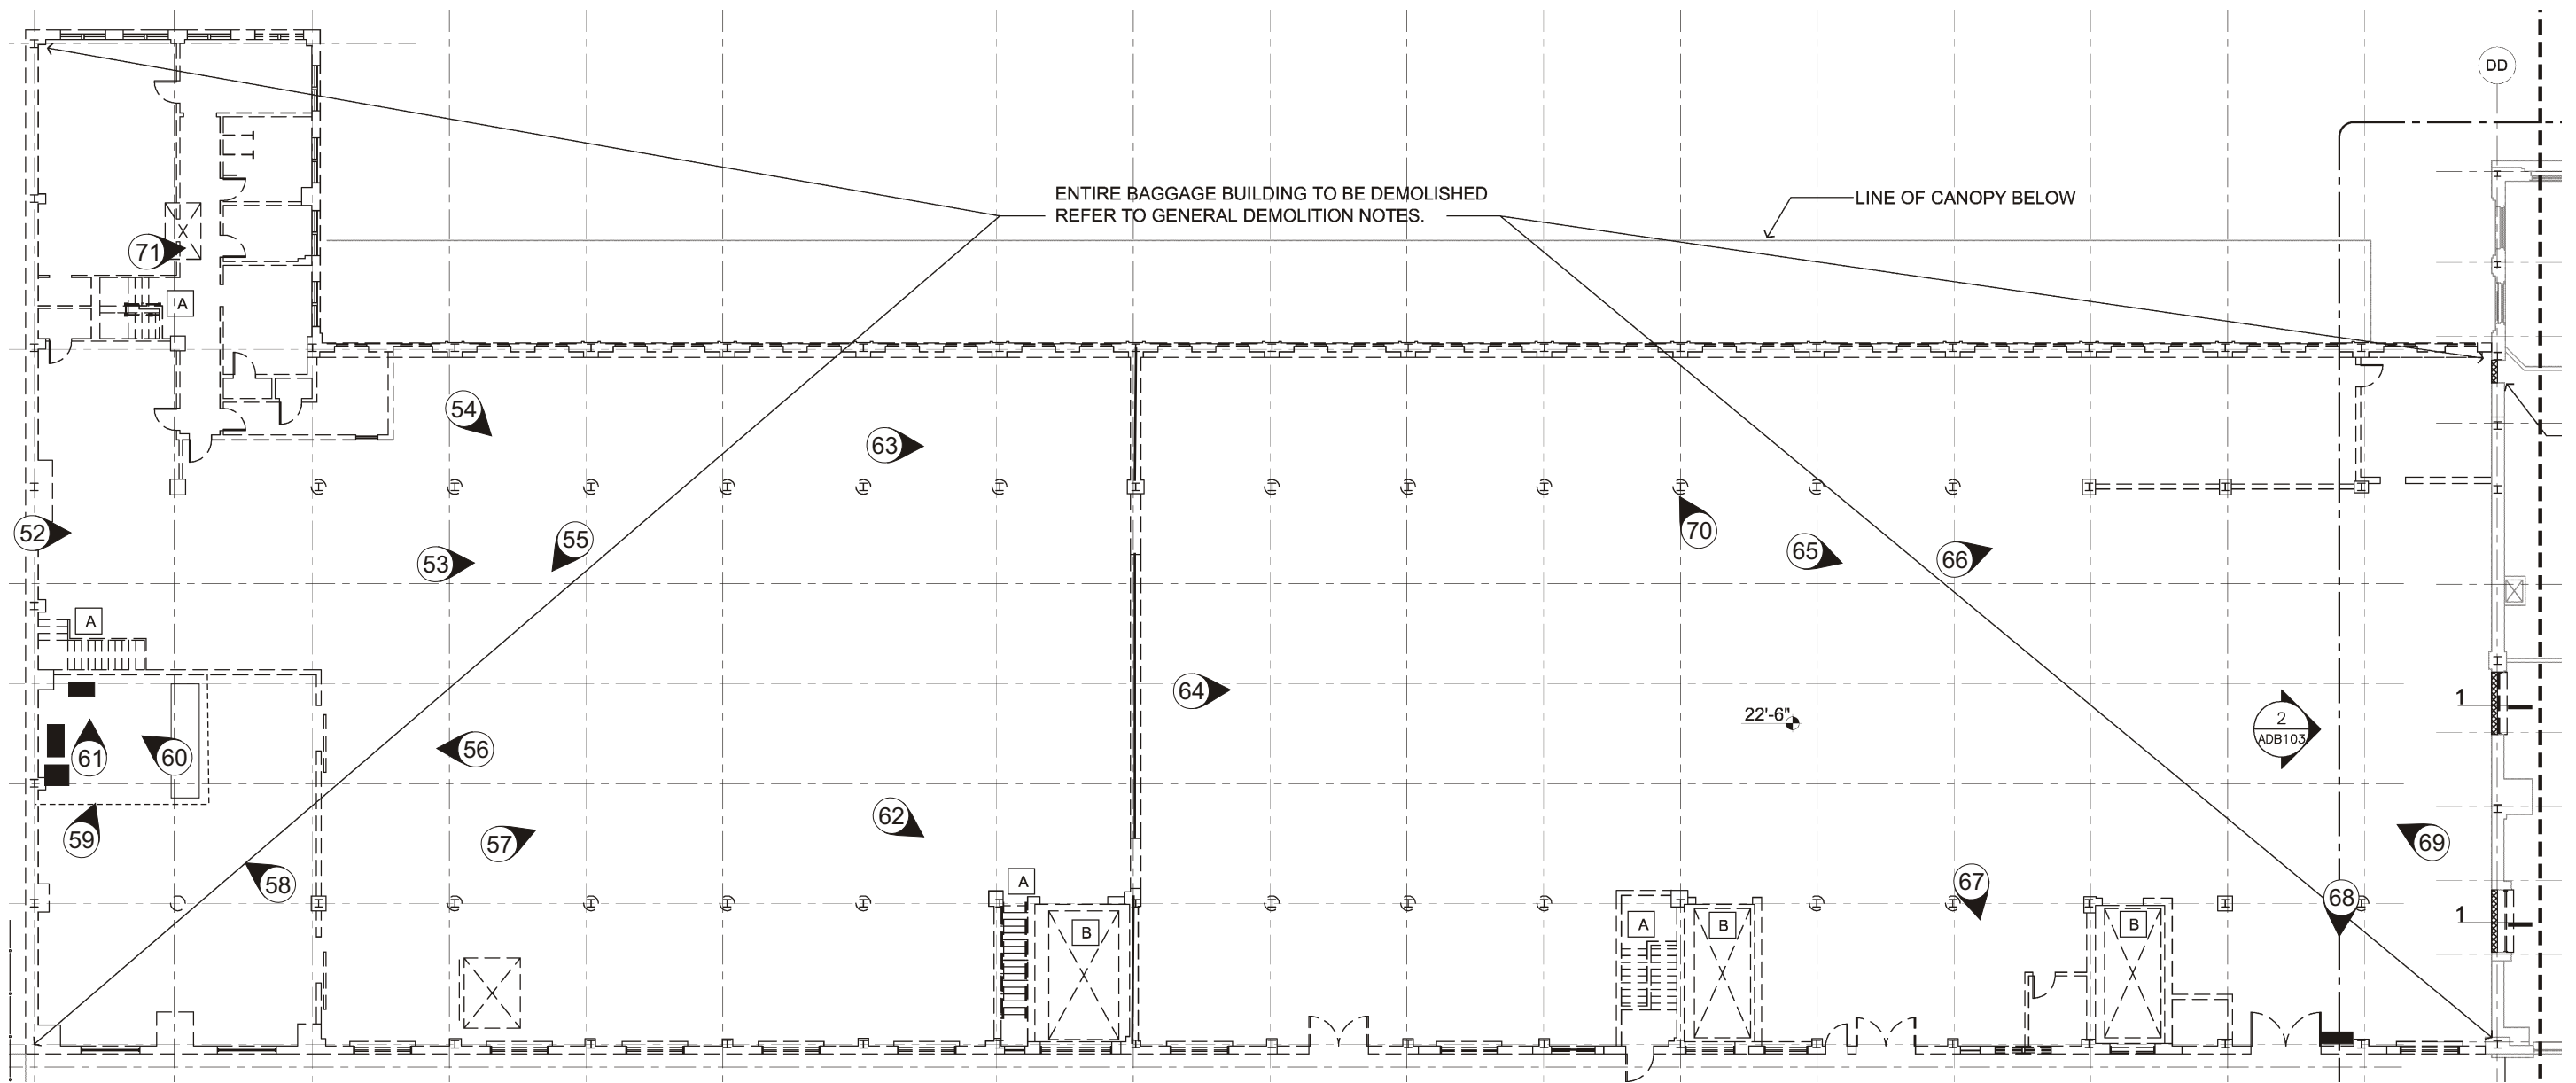 DD
ENTIRE BAGGAGE BUILDING TO BE DEMOLISHED
REFER TO GENERAL DEMOLITION NOTES.
LINE OF CANOPY BELOW
71
A
54
63
52
53
55
70
65
66
A
64
1
22'-6"
2
ADB103
61
60
56
59
57
62
69
58
A
67
68
1
B
A
B
B